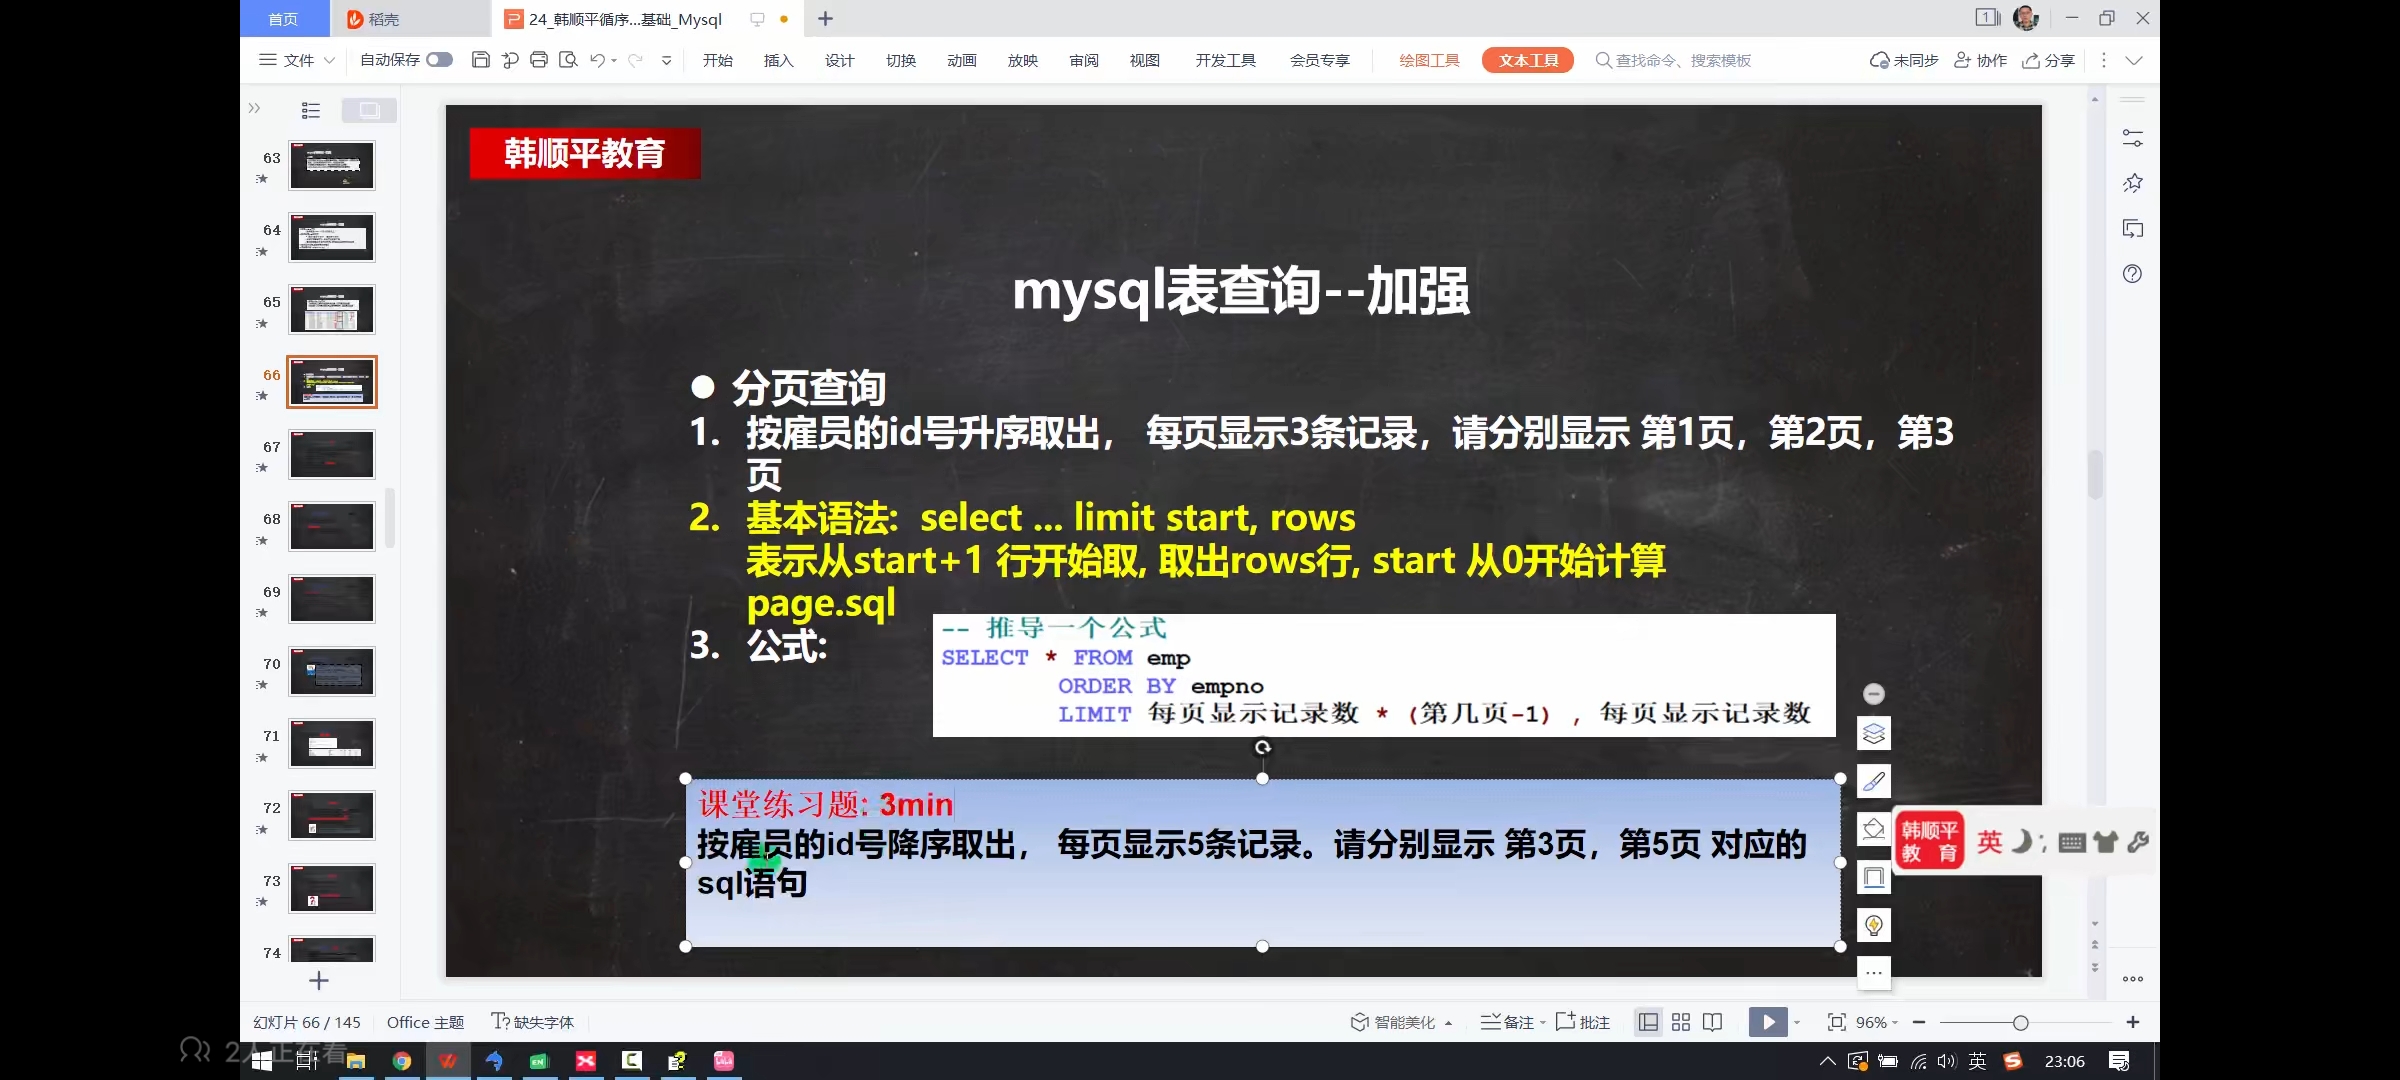 首页
稻壳
24_韩顺平循序...基础_Mysql
文件
自动保存
开始
插入
设计
切换
动画
放映
审阅
视图
开发工具
会员专享
绘图工具
文本工具
查找命令、搜索模板
未同步
协作
分享
63
64
65
66
67
68
69
70
71
72
73
74
韩顺平教育
mysql表查询--加强
● 分页查询
1. 按雇员的id号升序取出， 每页显示3条记录，请分别显示 第1页，第2页，第3
页
2. 基本语法: select ... limit start, rows
表示从start+1 行开始取, 取出rows行, start 从0开始计算
page.sql
3. 公式:
-- 推导一个公式
SELECT * FROM emp
ORDER BY empno
LIMIT 每页显示记录数 * (第几页-1) , 每页显示记录数
课堂练习题: 3min
按雇员的id号降序取出， 每页显示5条记录。请分别显示 第3页，第5页 对应的
sql语句
韩顺平
教 育
英
幻灯片 66 / 145
Office 主题
缺失字体
智能美化
备注
批注
96%
2人正在看
英
23:06